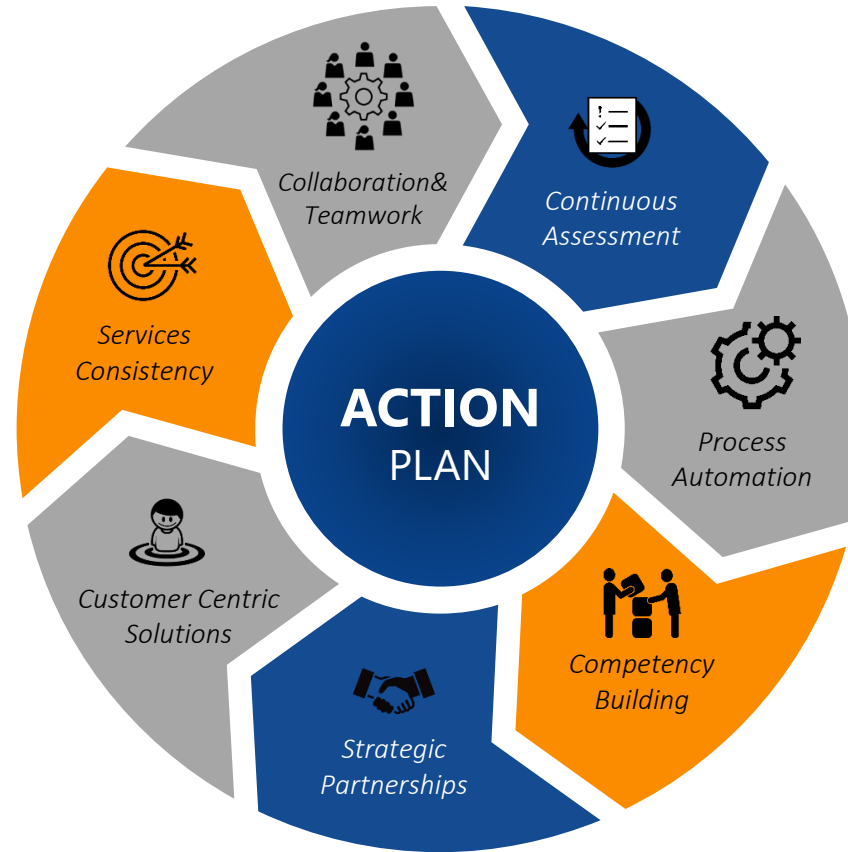 Collaboration&
Teamwork
Continuous
Assessment
Process
Automation
Competency
Building
Strategic
Partnerships
Customer Centric
Solutions
Services
Consistency
ACTION
PLAN